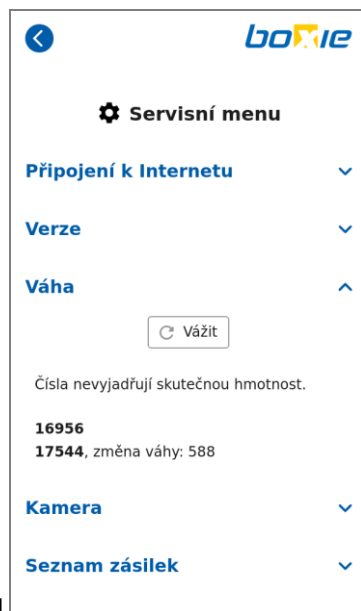 boxie
Servisní menu
Připojení k Internetu
Verze
Váha
Vážit
Čísla nevyjadřují skutečnou hmotnost.
16956
17544, změna váhy: 588
Kamera
Seznam zásilek